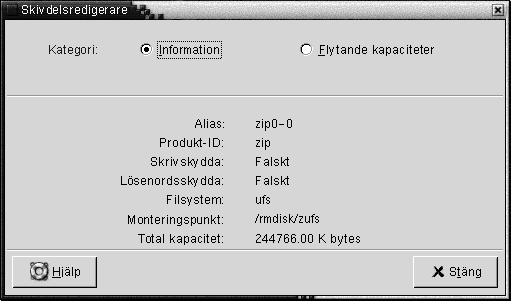 Skivdelsredigerare
Kategori: Information Flytande kapaciteter
Alias: zip0-0
Produkt-ID: zip
Skrivskydda: Falskt
Lösenordsskydda: Falskt
Filsystem: ufs
Monteringspunkt: /rmdisk/zufs
Total kapacitet: 244766.00 K bytes
Hjälp Stäng